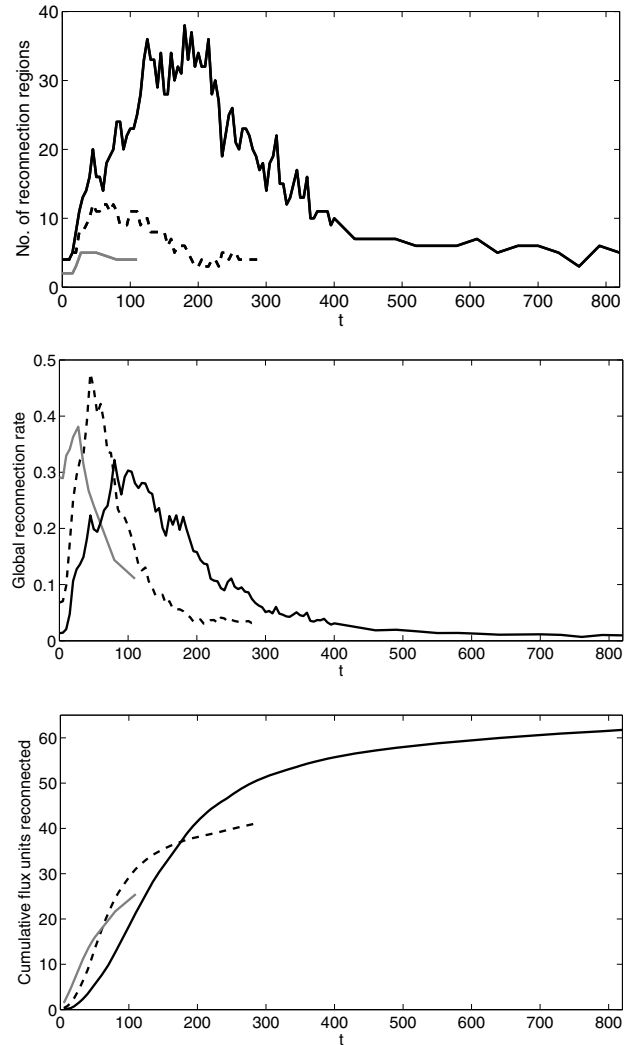 No. of reconnection regions
40
30
20
10
0
0 100 200 300 400 500 600 700 800
t
Global reconnection rate
0.5
0.4
0.3
0.2
0.1
0
0 100 200 300 400 500 600 700 800
t
Cumulative flux units reconnected
60
50
40
30
20
10
0
0 100 200 300 400 500 600 700 800
t